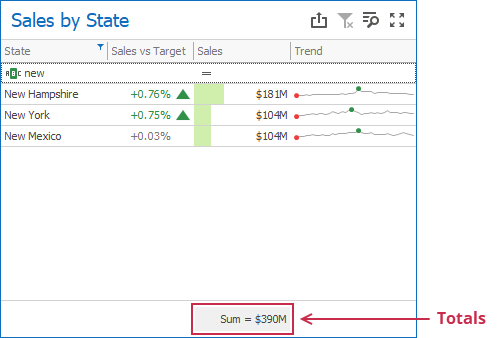 Sales by State
State Sales vs Target Sales Trend
ABC new =
New Hampshire +0.76% $181M
New York +0.75% $104M
New Mexico +0.03% $104M
Sum = $390M
Totals